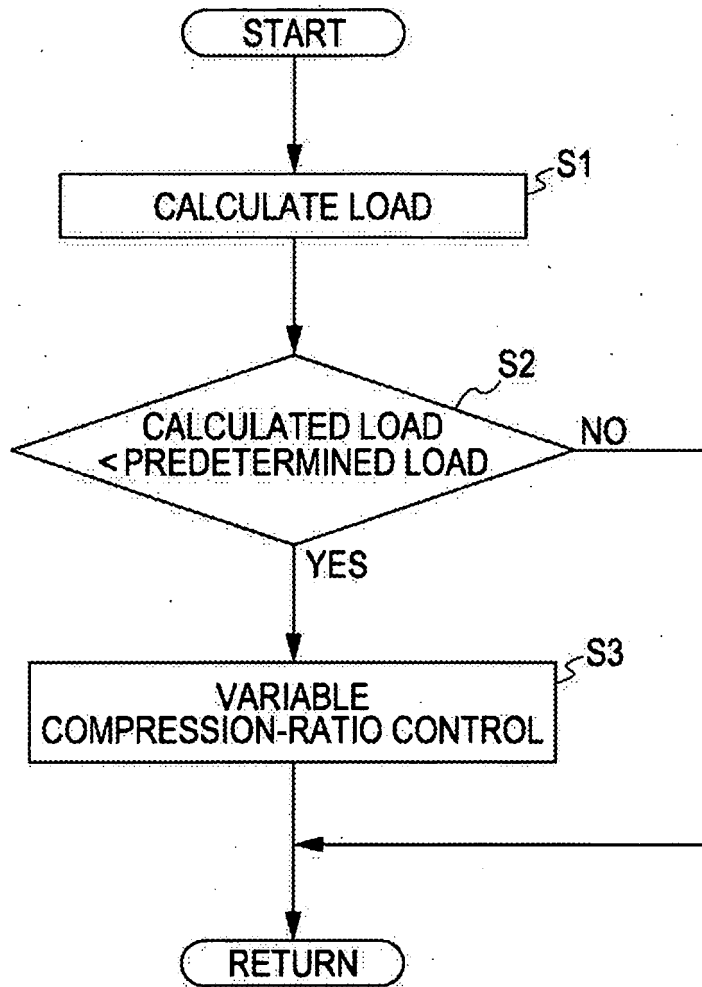 START
S1
CALCULATE LOAD
S2
CALCULATED LOAD
< PREDETERMINED LOAD
NO
YES
S3
VARIABLE
COMPRESSION-RATIO CONTROL
RETURN